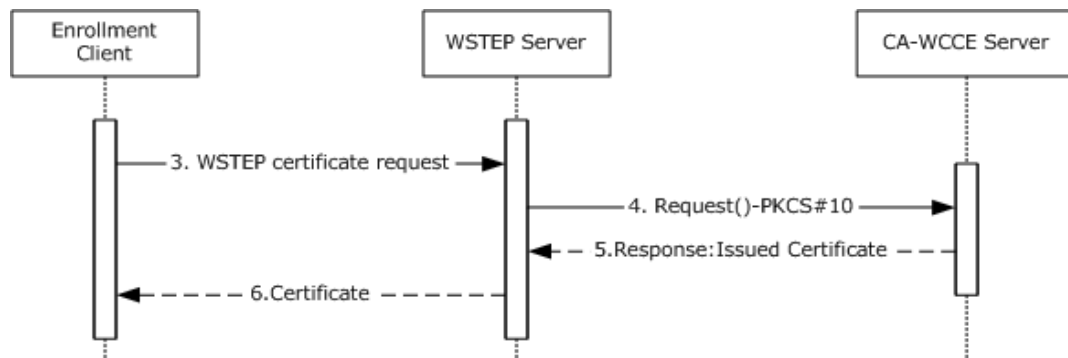 Enrollment
Client
WSTEP Server
CA-WCCE Server
3. WSTEP certificate request
4. Request()-PKCS#10
5.Response:Issued Certificate
6.Certificate